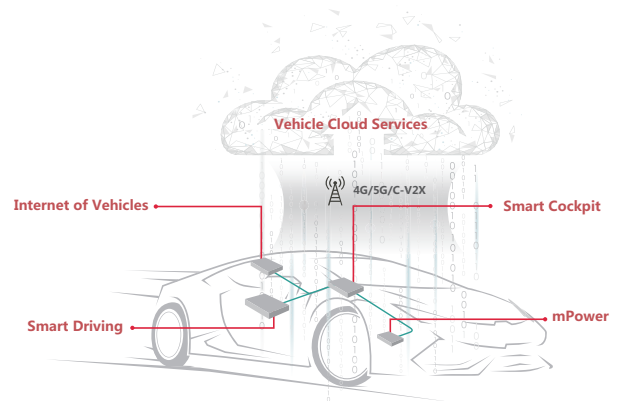 Vehicle Cloud Services
4G/5G/C-V2X
Internet of Vehicles
Smart Cockpit
Smart Driving
mPower